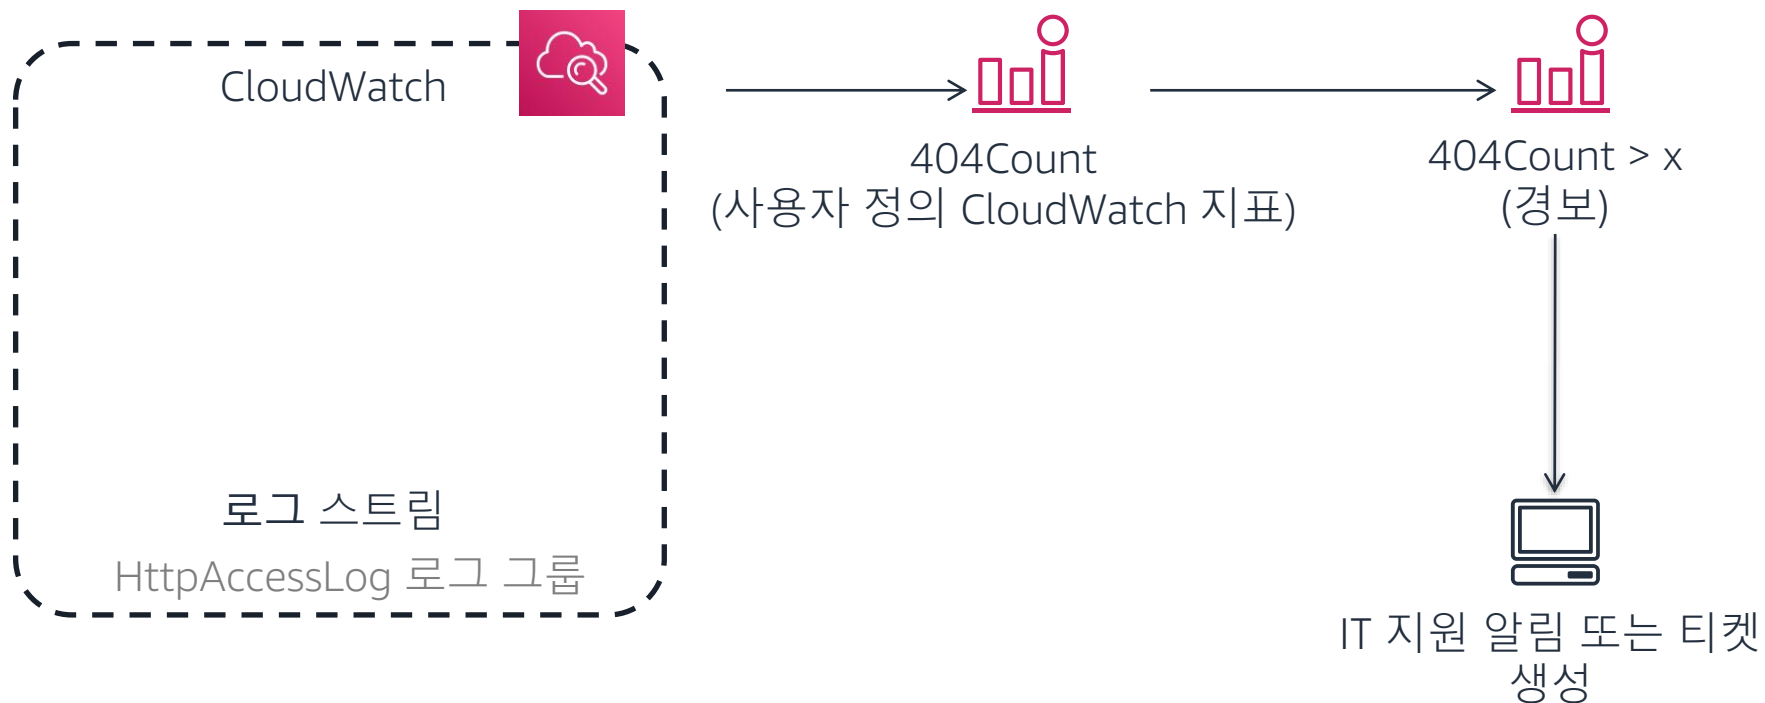 CloudWatch
로그 스트림
HttpAccessLog 로그 그룹
404Count
(사용자 정의 CloudWatch 지표)
404Count > x
(경보)
IT 지원 알림 또는 티켓
생성